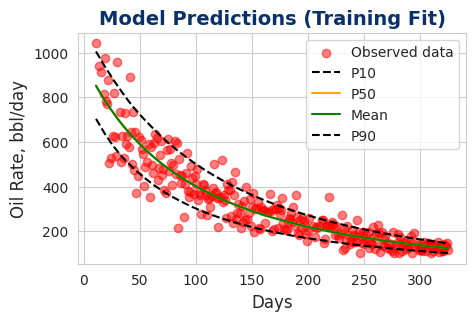 Model Predictions (Training Fit)
Oil Rate, bbl/day
1000
800
600
400
200
Observed data
P10
P50
Mean
P90
0 50 100 150 200 250 300
Days